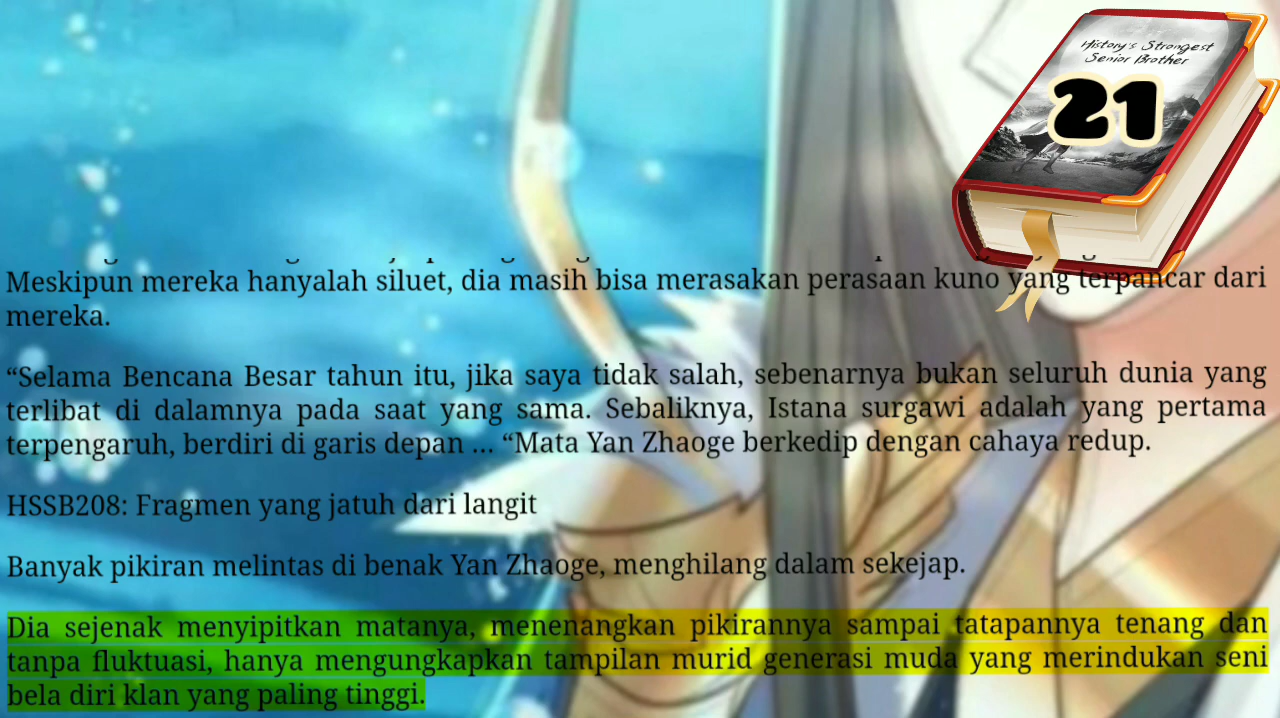 History's Strongest
Senior Brother
21
Meskipun mereka hanyalah siluet, dia masih bisa merasakan perasaan kuno yang terpancar dari
mereka.
“Selama Bencana Besar tahun itu, jika saya tidak salah, sebenarnya bukan seluruh dunia yang
terlibat di dalamnya pada saat yang sama. Sebaliknya, Istana surgawi adalah yang pertama
terpengaruh, berdiri di garis depan ... “Mata Yan Zhaoge berkedip dengan cahaya redup.
HSSB208: Fragmen yang jatuh dari langit
Banyak pikiran melintas di benak Yan Zhaoge, menghilang dalam sekejap.
Dia sejenak menyipitkan matanya, menenangkan pikirannya sampai tatapannya tenang dan
tanpa fluktuasi, hanya mengungkapkan tampilan murid generasi muda yang merindukan seni
bela diri klan yang paling tinggi.